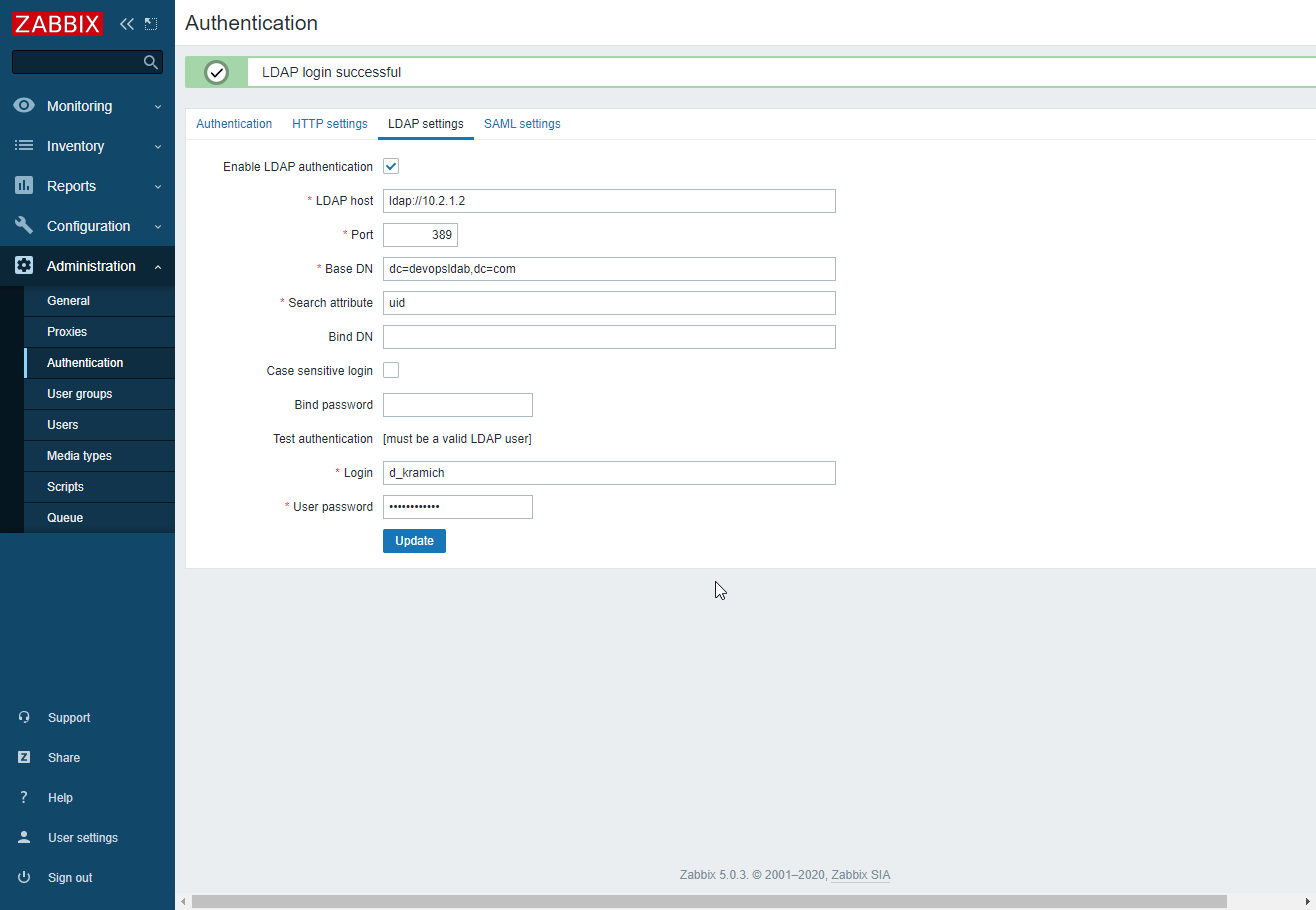 ZABBIX
Authentication
LDAP login successful
Monitoring
Inventory
Reports
Configuration
Administration
General
Proxies
Authentication
User groups
Users
Media types
Scripts
Queue
Support
Z Share
? Help
User settings
Sign out
Authentication HTTP settings LDAP settings SAML settings
Enable LDAP authentication
* LDAP host ldap://10.2.1.2
* Port 389
* Base DN dc=devopsldab,dc=com
* Search attribute uid
Bind DN
Case sensitive login
Bind password
Test authentication [must be a valid LDAP user]
* Login d_kramich
* User password ••••••••••••
Update
Zabbix 5.0.3. © 2001–2020, Zabbix SIA